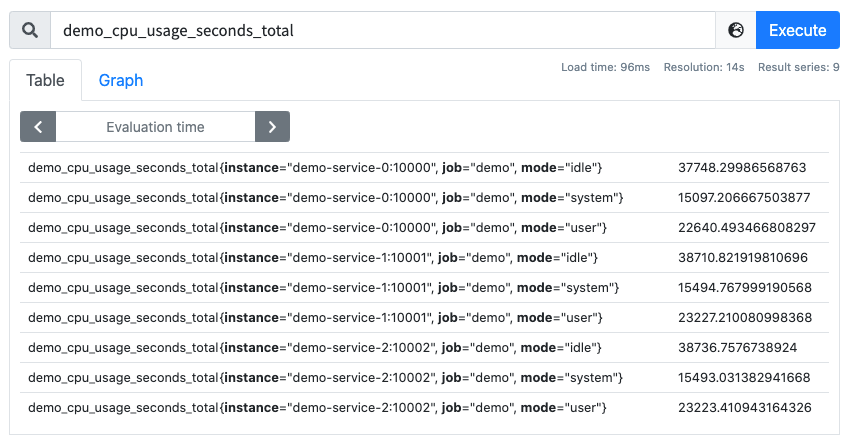 demo_cpu_usage_seconds_total
Execute
Table Graph
Load time: 96ms Resolution: 14s Result series: 9
Evaluation time
demo_cpu_usage_seconds_total{instance="demo-service-0:10000", job="demo", mode="idle"} 37748.29986568763
demo_cpu_usage_seconds_total{instance="demo-service-0:10000", job="demo", mode="system"} 15097.206667503877
demo_cpu_usage_seconds_total{instance="demo-service-0:10000", job="demo", mode="user"} 22640.493466808297
demo_cpu_usage_seconds_total{instance="demo-service-1:10001", job="demo", mode="idle"} 38710.821919810696
demo_cpu_usage_seconds_total{instance="demo-service-1:10001", job="demo", mode="system"} 15494.767999190568
demo_cpu_usage_seconds_total{instance="demo-service-1:10001", job="demo", mode="user"} 23227.210080998368
demo_cpu_usage_seconds_total{instance="demo-service-2:10002", job="demo", mode="idle"} 38736.7576738924
demo_cpu_usage_seconds_total{instance="demo-service-2:10002", job="demo", mode="system"} 15493.031382941668
demo_cpu_usage_seconds_total{instance="demo-service-2:10002", job="demo", mode="user"} 23223.410943164326